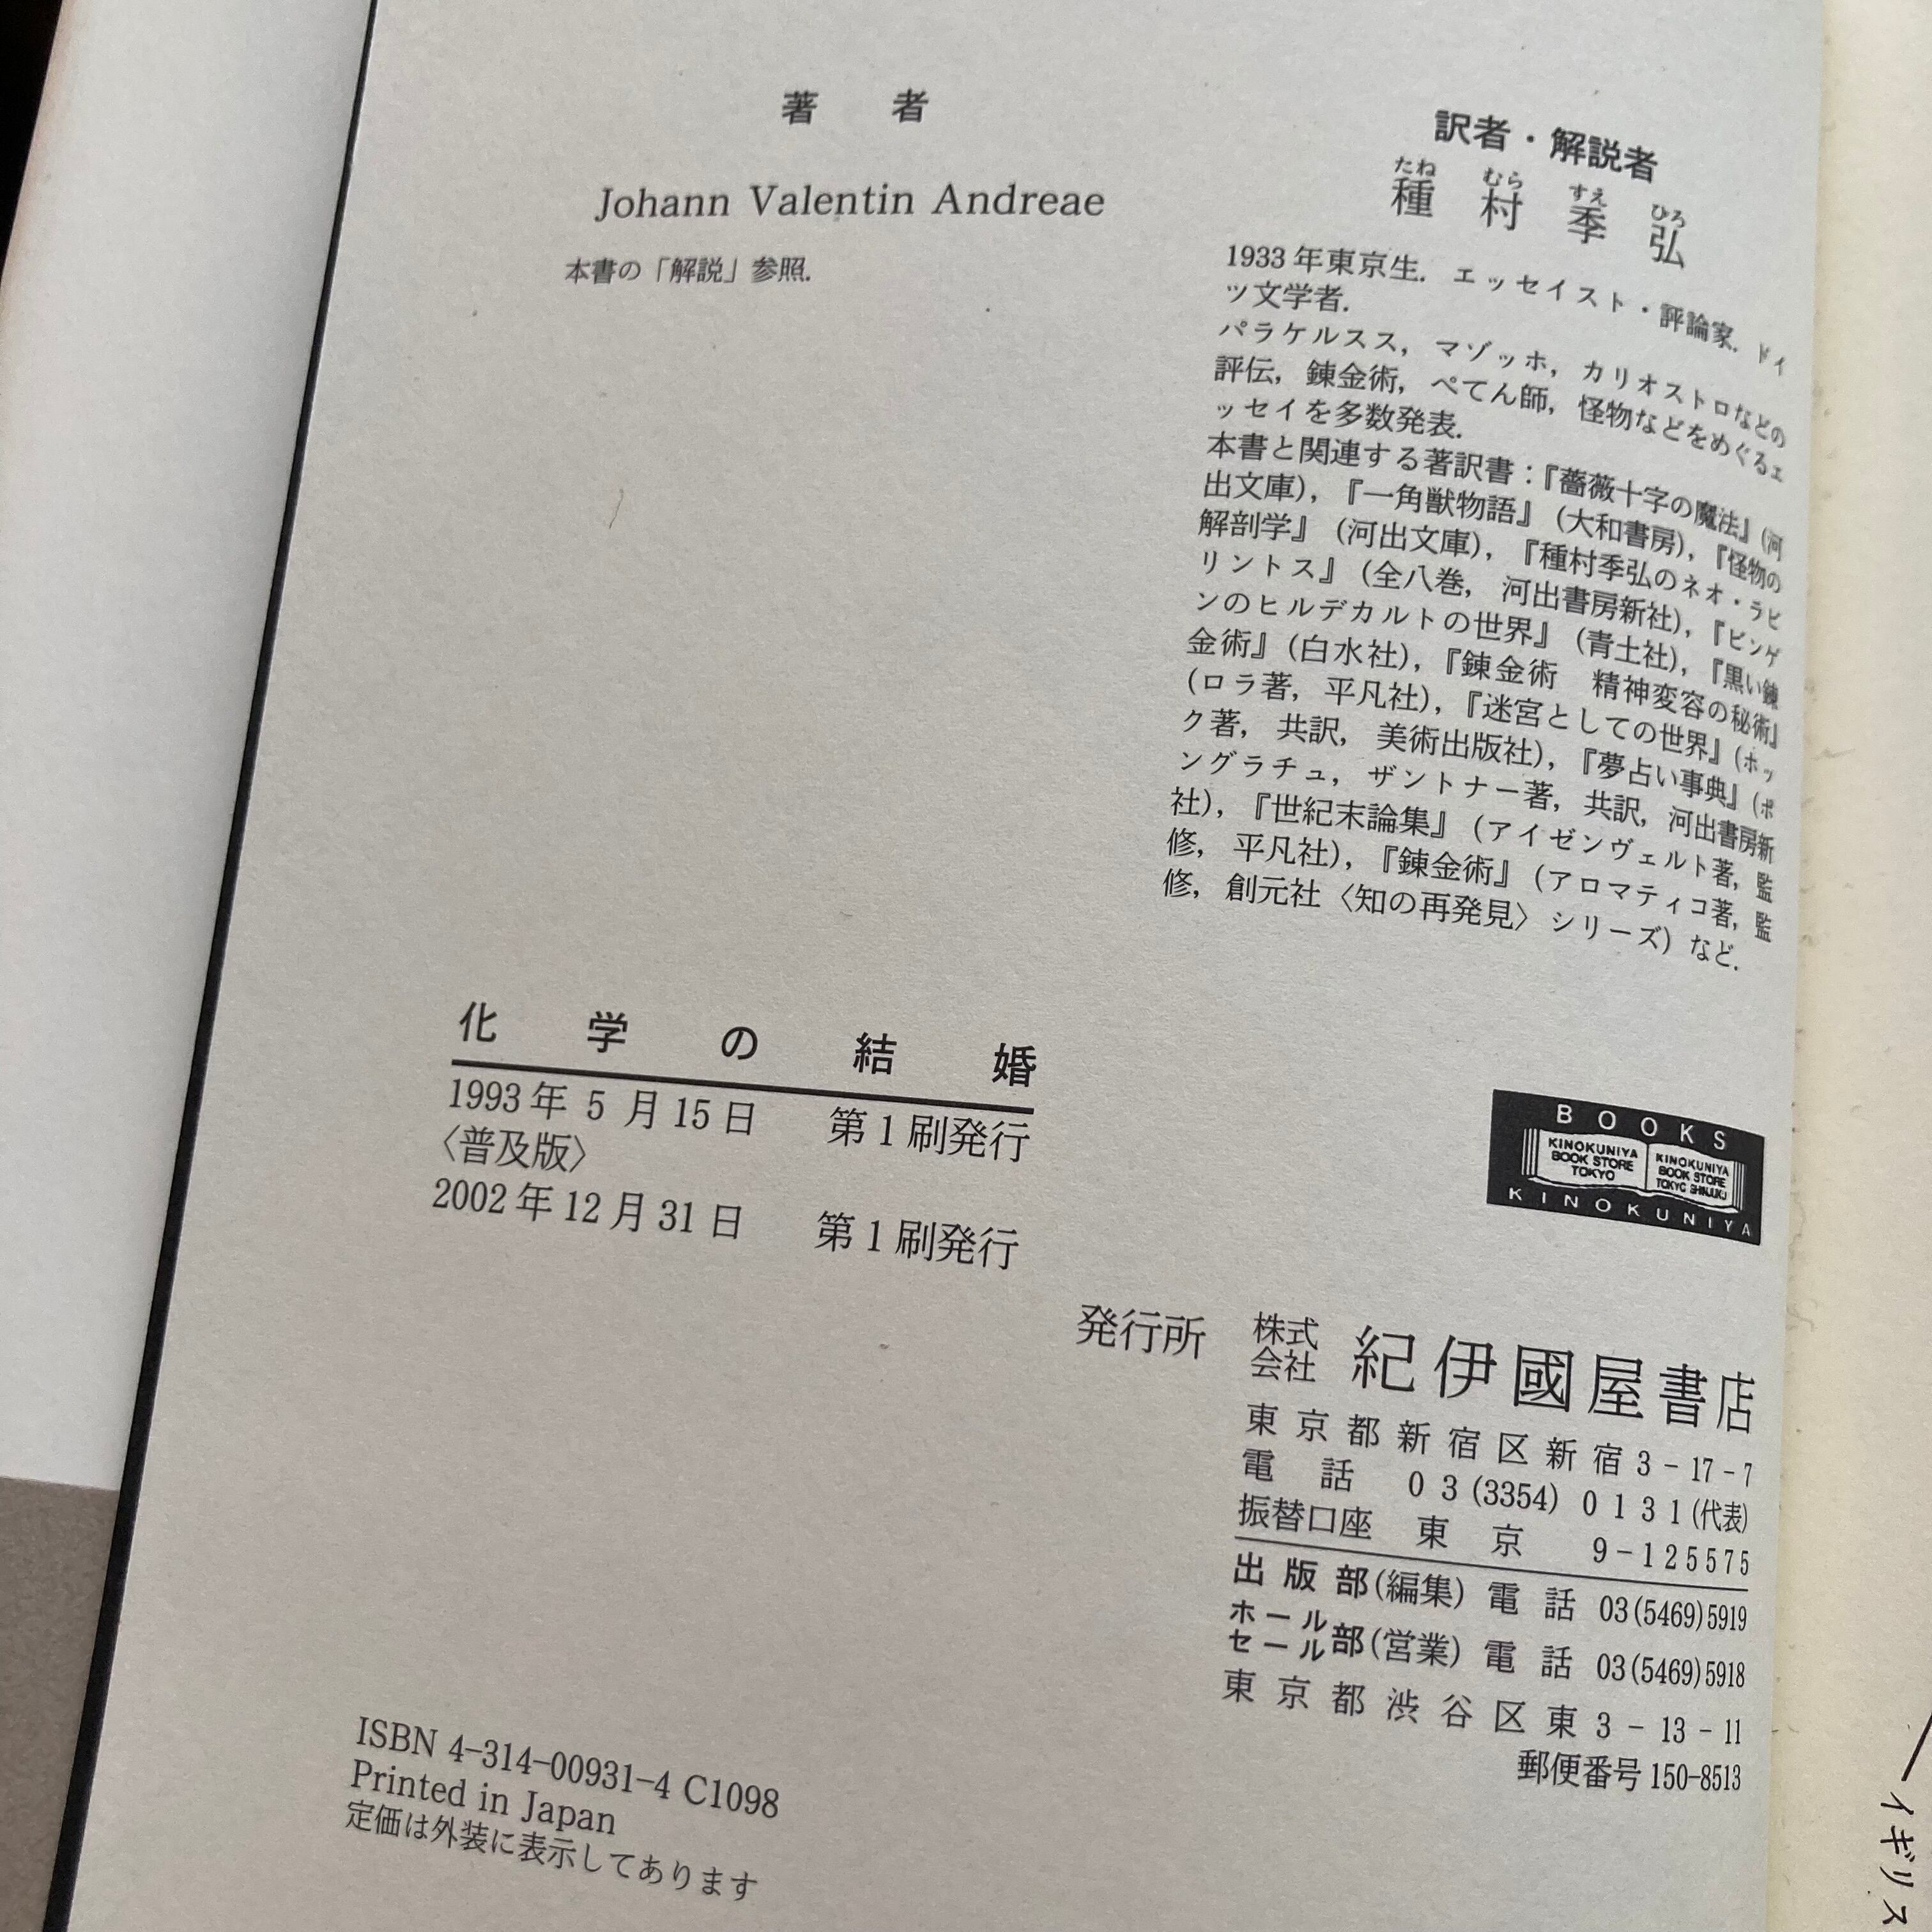 著者
Johann Valentin Andreae
本書の「解説」参照.
訳者・解説者
たね むら すえ ひろ
種村季弘
1933年東京生. エッセイスト・評論家. ドイ
ツ文学者.
パラケルスス, マゾッホ, カリオストロなどの
評伝, 錬金術, ぺてん師, 怪物などをめぐるエ
ッセイを多数発表.
本書と関連する著訳書:『薔薇十字の魔法』(河
出文庫), 『一角獣物語』(大和書房), 『怪物の
解剖学』(河出文庫), 『種村季弘のネオ・ラビ
リントス』(全八巻, 河出書房新社), 『ビンゲ
ンのヒルデカルトの世界』(青土社), 『黒い錬
金術』(白水社), 『錬金術 精神変容の秘術』
(ロラ著, 平凡社), 『迷宮としての世界』(ホッ
ク著, 共訳, 美術出版社), 『夢占い事典』(ポ
ングラチュ, ザントナー著, 共訳, 河出書房新
社), 『世紀末論集』(アイゼンヴェルト著, 監
修, 平凡社), 『錬金術』(アロマティコ著, 監
修, 創元社〈知の再発見〉シリーズ) など.
化学の結婚
1993年5月15日 第1刷発行
〈普及版〉
2002年12月31日 第1刷発行
BOOKS
KINOKUNIYA
BOOK STORE
TOKYO
KINOKUNIYA
BOOK STORE
TOKYO SHINJUKU
KINOKUNIYA
発行所 株式会社 紀伊國屋書店
東京都新宿区新宿3-17-7
電話 03(3354)0131(代表)
振替口座 東京 9-125575
出版部(編集) 電話 03(5469)5919
ホールセール部(営業) 電話 03(5469)5918
東京都渋谷区東3-13-11
郵便番号 150-8513
ISBN 4-314-00931-4 C1098
Printed in Japan
定価は外装に表示してあります
イギリス